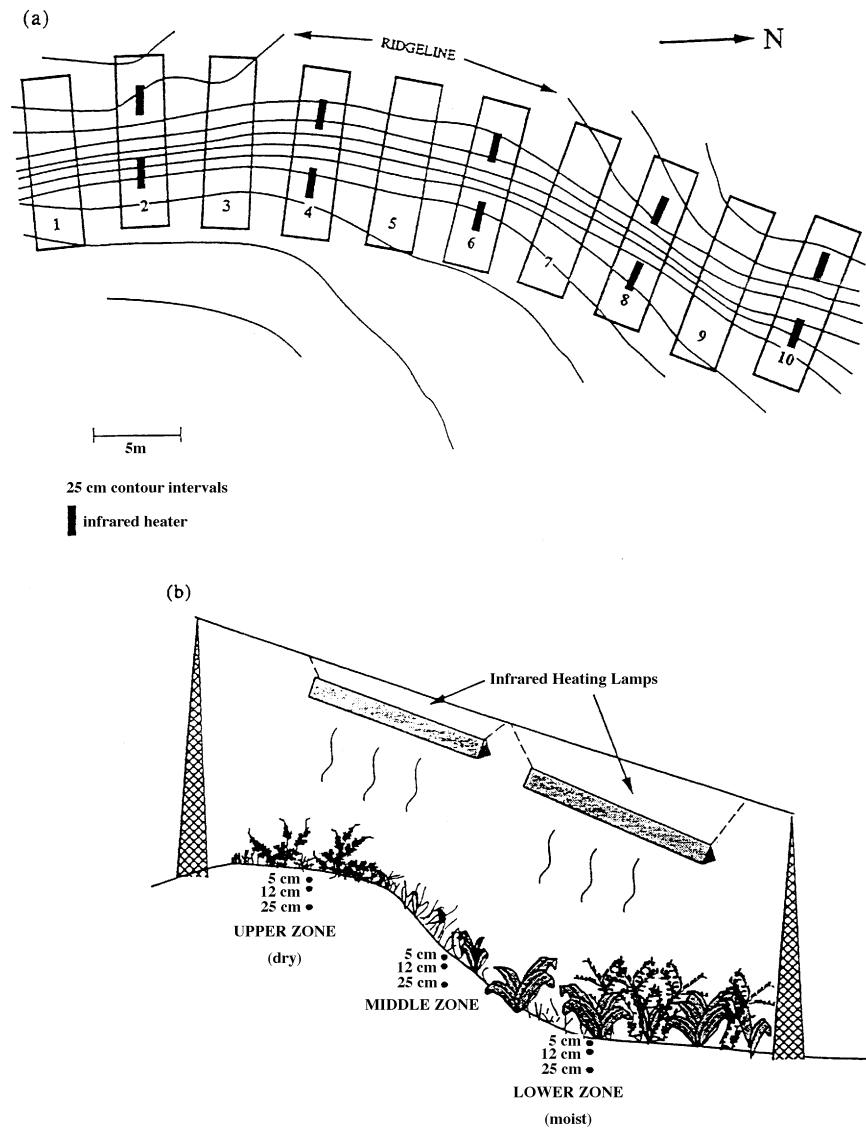 (a)
RIDGELINE
N
1
2
3
4
5
6
7
8
9
10
5m
25 cm contour intervals
infrared heater
(b)
Infrared Heating Lamps
5 cm
12 cm
25 cm
UPPER ZONE
(dry)
5 cm
12 cm
25 cm
MIDDLE ZONE
5 cm
12 cm
25 cm
LOWER ZONE
(moist)